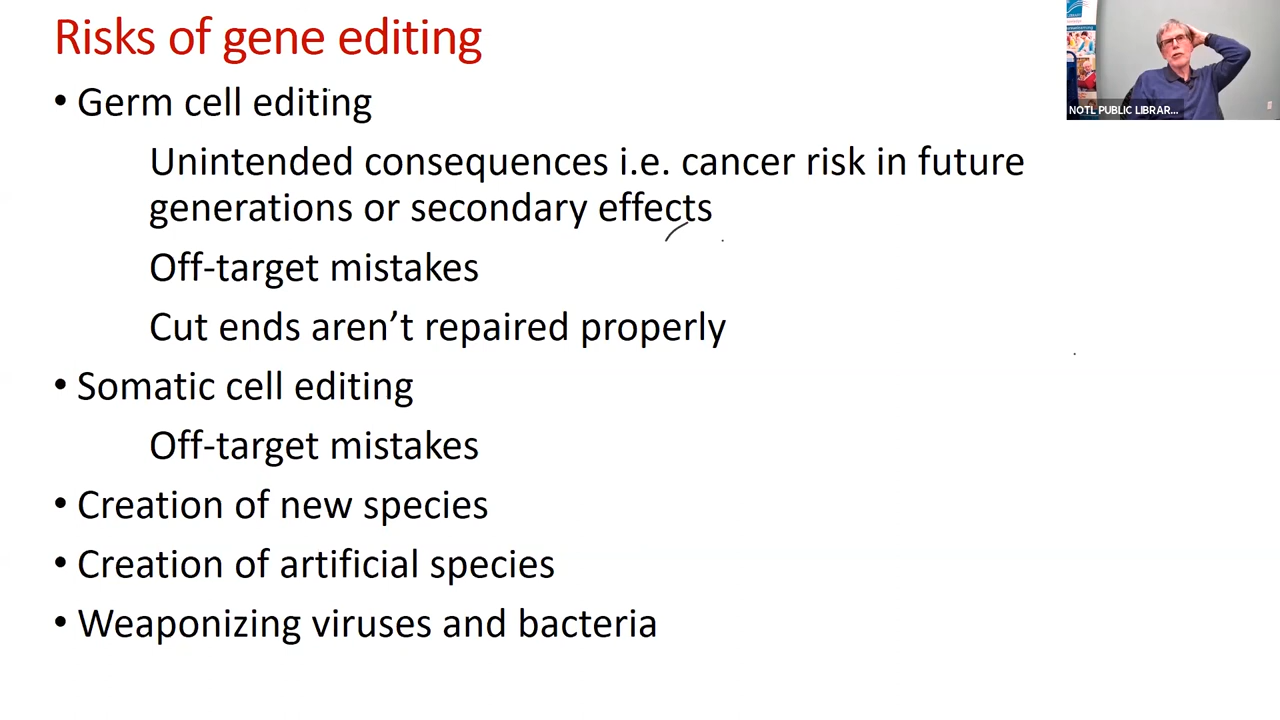 Risks of gene editing
• Germ cell editing
Unintended consequences i.e. cancer risk in future
generations or secondary effects
Off-target mistakes
Cut ends aren’t repaired properly
• Somatic cell editing
Off-target mistakes
• Creation of new species
• Creation of artificial species
• Weaponizing viruses and bacteria
NOTL PUBLIC LIBRAR...